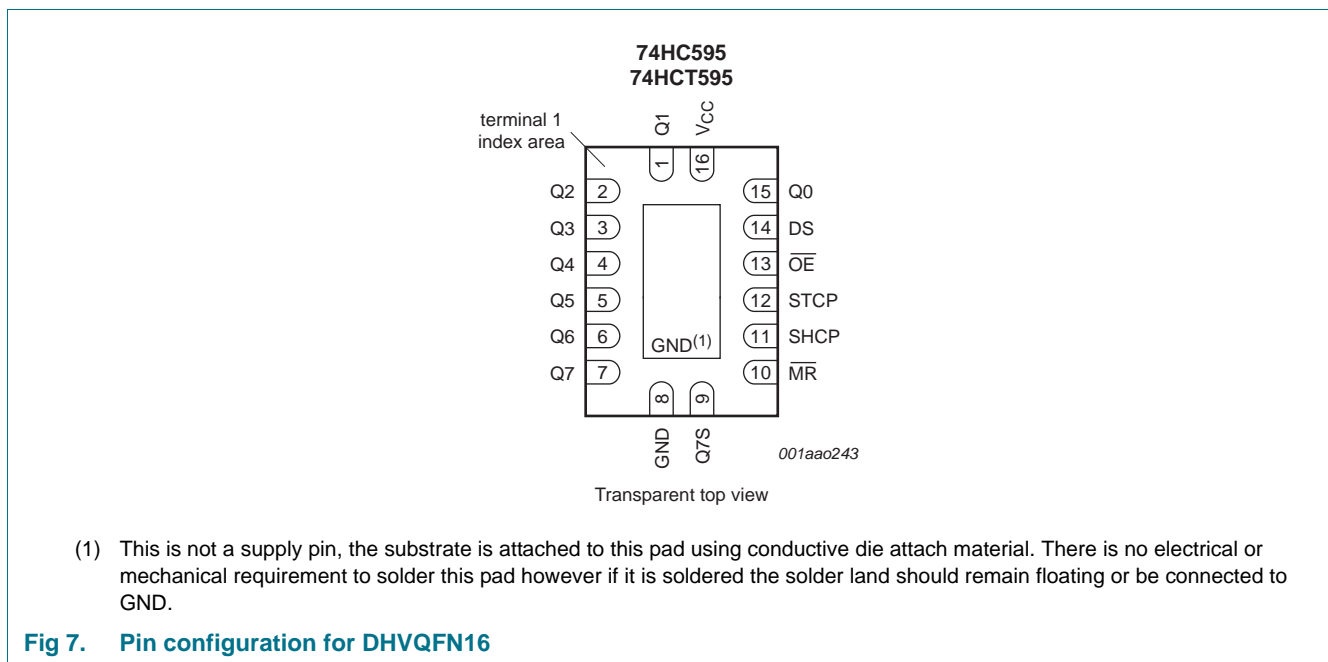 74HC595
74HCT595
terminal 1
index area
Q1
VCC
1
16
Q2 2 15 Q0
Q3 3 14 DS
Q4 4 13 OE
Q5 5 12 STCP
Q6 6 11 SHCP
GND(1)
Q7 7 10 MR
8
9
GND
Q7S
001aao243
Transparent top view
(1) This is not a supply pin, the substrate is attached to this pad using conductive die attach material. There is no electrical or
mechanical requirement to solder this pad however if it is soldered the solder land should remain floating or be connected to
GND.
Fig 7. Pin configuration for DHVQFN16